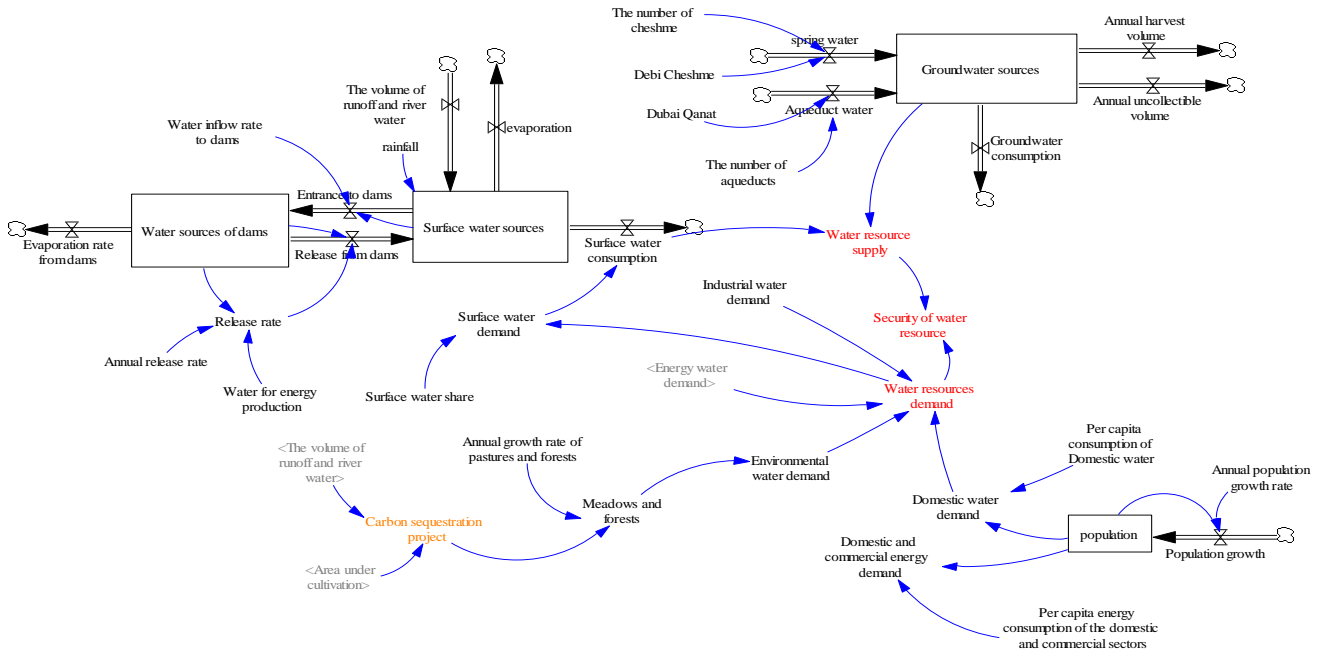 The number of
cheshme
spring water
Debi Cheshme
Dubai Qanat
Aqueduct water
The number of
aqueducts
Groundwater sources
Annual harvest
volume
Annual uncollectible
volume
Groundwater
consumption
The volume of
runoff and river
water
evaporation
rainfall
Water inflow rate
to dams
Entrance to dams
Water sources of dams
Surface water sources
Evaporation rate
from dams
Release from dams
Surface water
consumption
Water resource
supply
Release rate
Annual release rate
Water for energy
production
Surface water
demand
Surface water share
Industrial water
demand
Security of water
resource
<Energy water
demand>
Water resources
demand
<The volume of
runoff and river
water>
Annual growth rate of
pastures and forests
Environmental
water demand
Meadows and
forests
Carbon sequestration
project
<Area under
cultivation>
Per capita
consumption of
Domestic water
Annual population
growth rate
Domestic water
demand
population
Population growth
Domestic and
commercial energy
demand
Per capita energy
consumption of the domestic
and commercial sectors